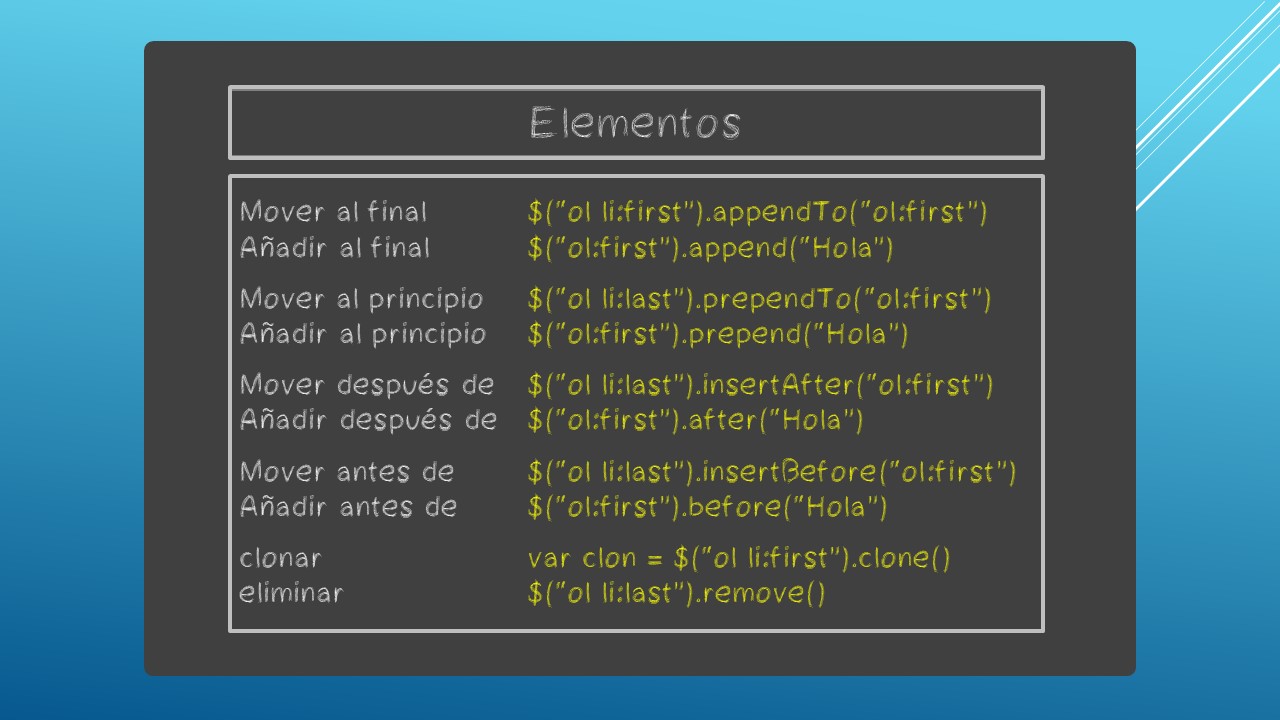 Elementos
Mover al final $("ol li:first").appendTo("ol:first")
Añadir al final $("ol:first").append("Hola")
Mover al principio $("ol li:last").prependTo("ol:first")
Añadir al principio $("ol:first").prepend("Hola")
Mover después de $("ol li:last").insertAfter("ol:first")
Añadir después de $("ol:first").after("Hola")
Mover antes de $("ol li:last").insertBefore("ol:first")
Añadir antes de $("ol:first").before("Hola")
clonar var clon = $("ol li:first").clone()
eliminar $("ol li:last").remove()